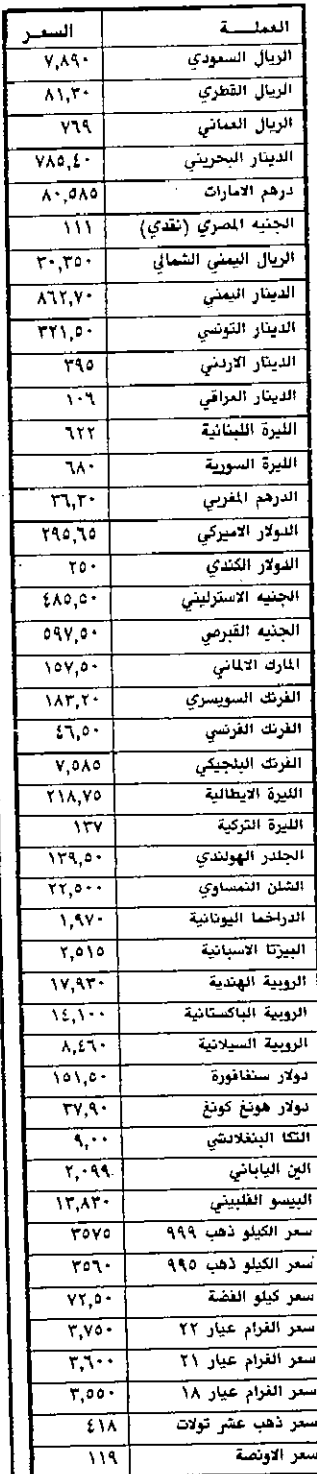 العملـــة السعـــر
الريال السعودي ٧,٨٩٠
الريال القطري ٨١,٣٠
الريال العماني ٧٦٩
الدينار البحريني ٧٨٥,٤٠
درهم الامارات ٨٠,٥٨٥
الجنيه المصري (نقدي) ١١١
الريال اليمني الشمالي ٣٠,٣٥٠
الدينار اليمني ٨٦٢,٧٠
الدينار التونسي ٣٢١,٥٠
الدينار الاردني ٣٩٥
الدينار العراقي ١٠٦
الليرة اللبنانية ٦٢٢
الليرة السورية ٦٨٠
الدرهم المغربي ٣٦,٣٠
الدولار الاميركي ٢٩٥,٦٥
الدولار الكندي ٢٥٠
الجنيه الاسترليني ٤٨٥,٥٠
الجنيه القبرصي ٥٩٧,٥٠
المارك الالماني ١٥٧,٥٠
الفرنك السويسري ١٨٣,٢٠
الفرنك الفرنسي ٤٦,٥٠
الفرنك البلجيكي ٧,٥٨٥
الليرة الايطالية ٢١٨,٧٥
الليرة التركية ١٣٧
الجلدر الهولندي ١٣٩,٥٠
الشلن النمساوي ٢٢,٥٠٠
الدراخما اليونانية ١,٩٧٠
البيزتا الاسبانية ٢,٥١٥
الروبية الهندية ١٧,٩٣٠
الروبية الباكستانية ١٤,١٠٠
الروبية السيلانية ٨,٤٦٠
دولار سنغافورة ١٥١,٥٠
دولار هونغ كونغ ٣٧,٩٠
التكا البنغلادشي ٩,٠٠
الين الياباني ٢,٠٩٩
البيسو الفلبيني ١٣,٨٣٠
سعر الكيلو ذهب ٩٩٩ ٣٥٧٥
سعر الكيلو ذهب ٩٩٥ ٣٥٦٠
سعر كيلو الفضة ٧٢,٥٠
سعر الغرام عيار ٢٢ ٣,٧٥٠
سعر الغرام عيار ٢١ ٣,٦٠٠
سعر الغرام عيار ١٨ ٣,٥٥٠
سعر ذهب عشر تولات ٤١٨
سعر الاونصة ١١٩